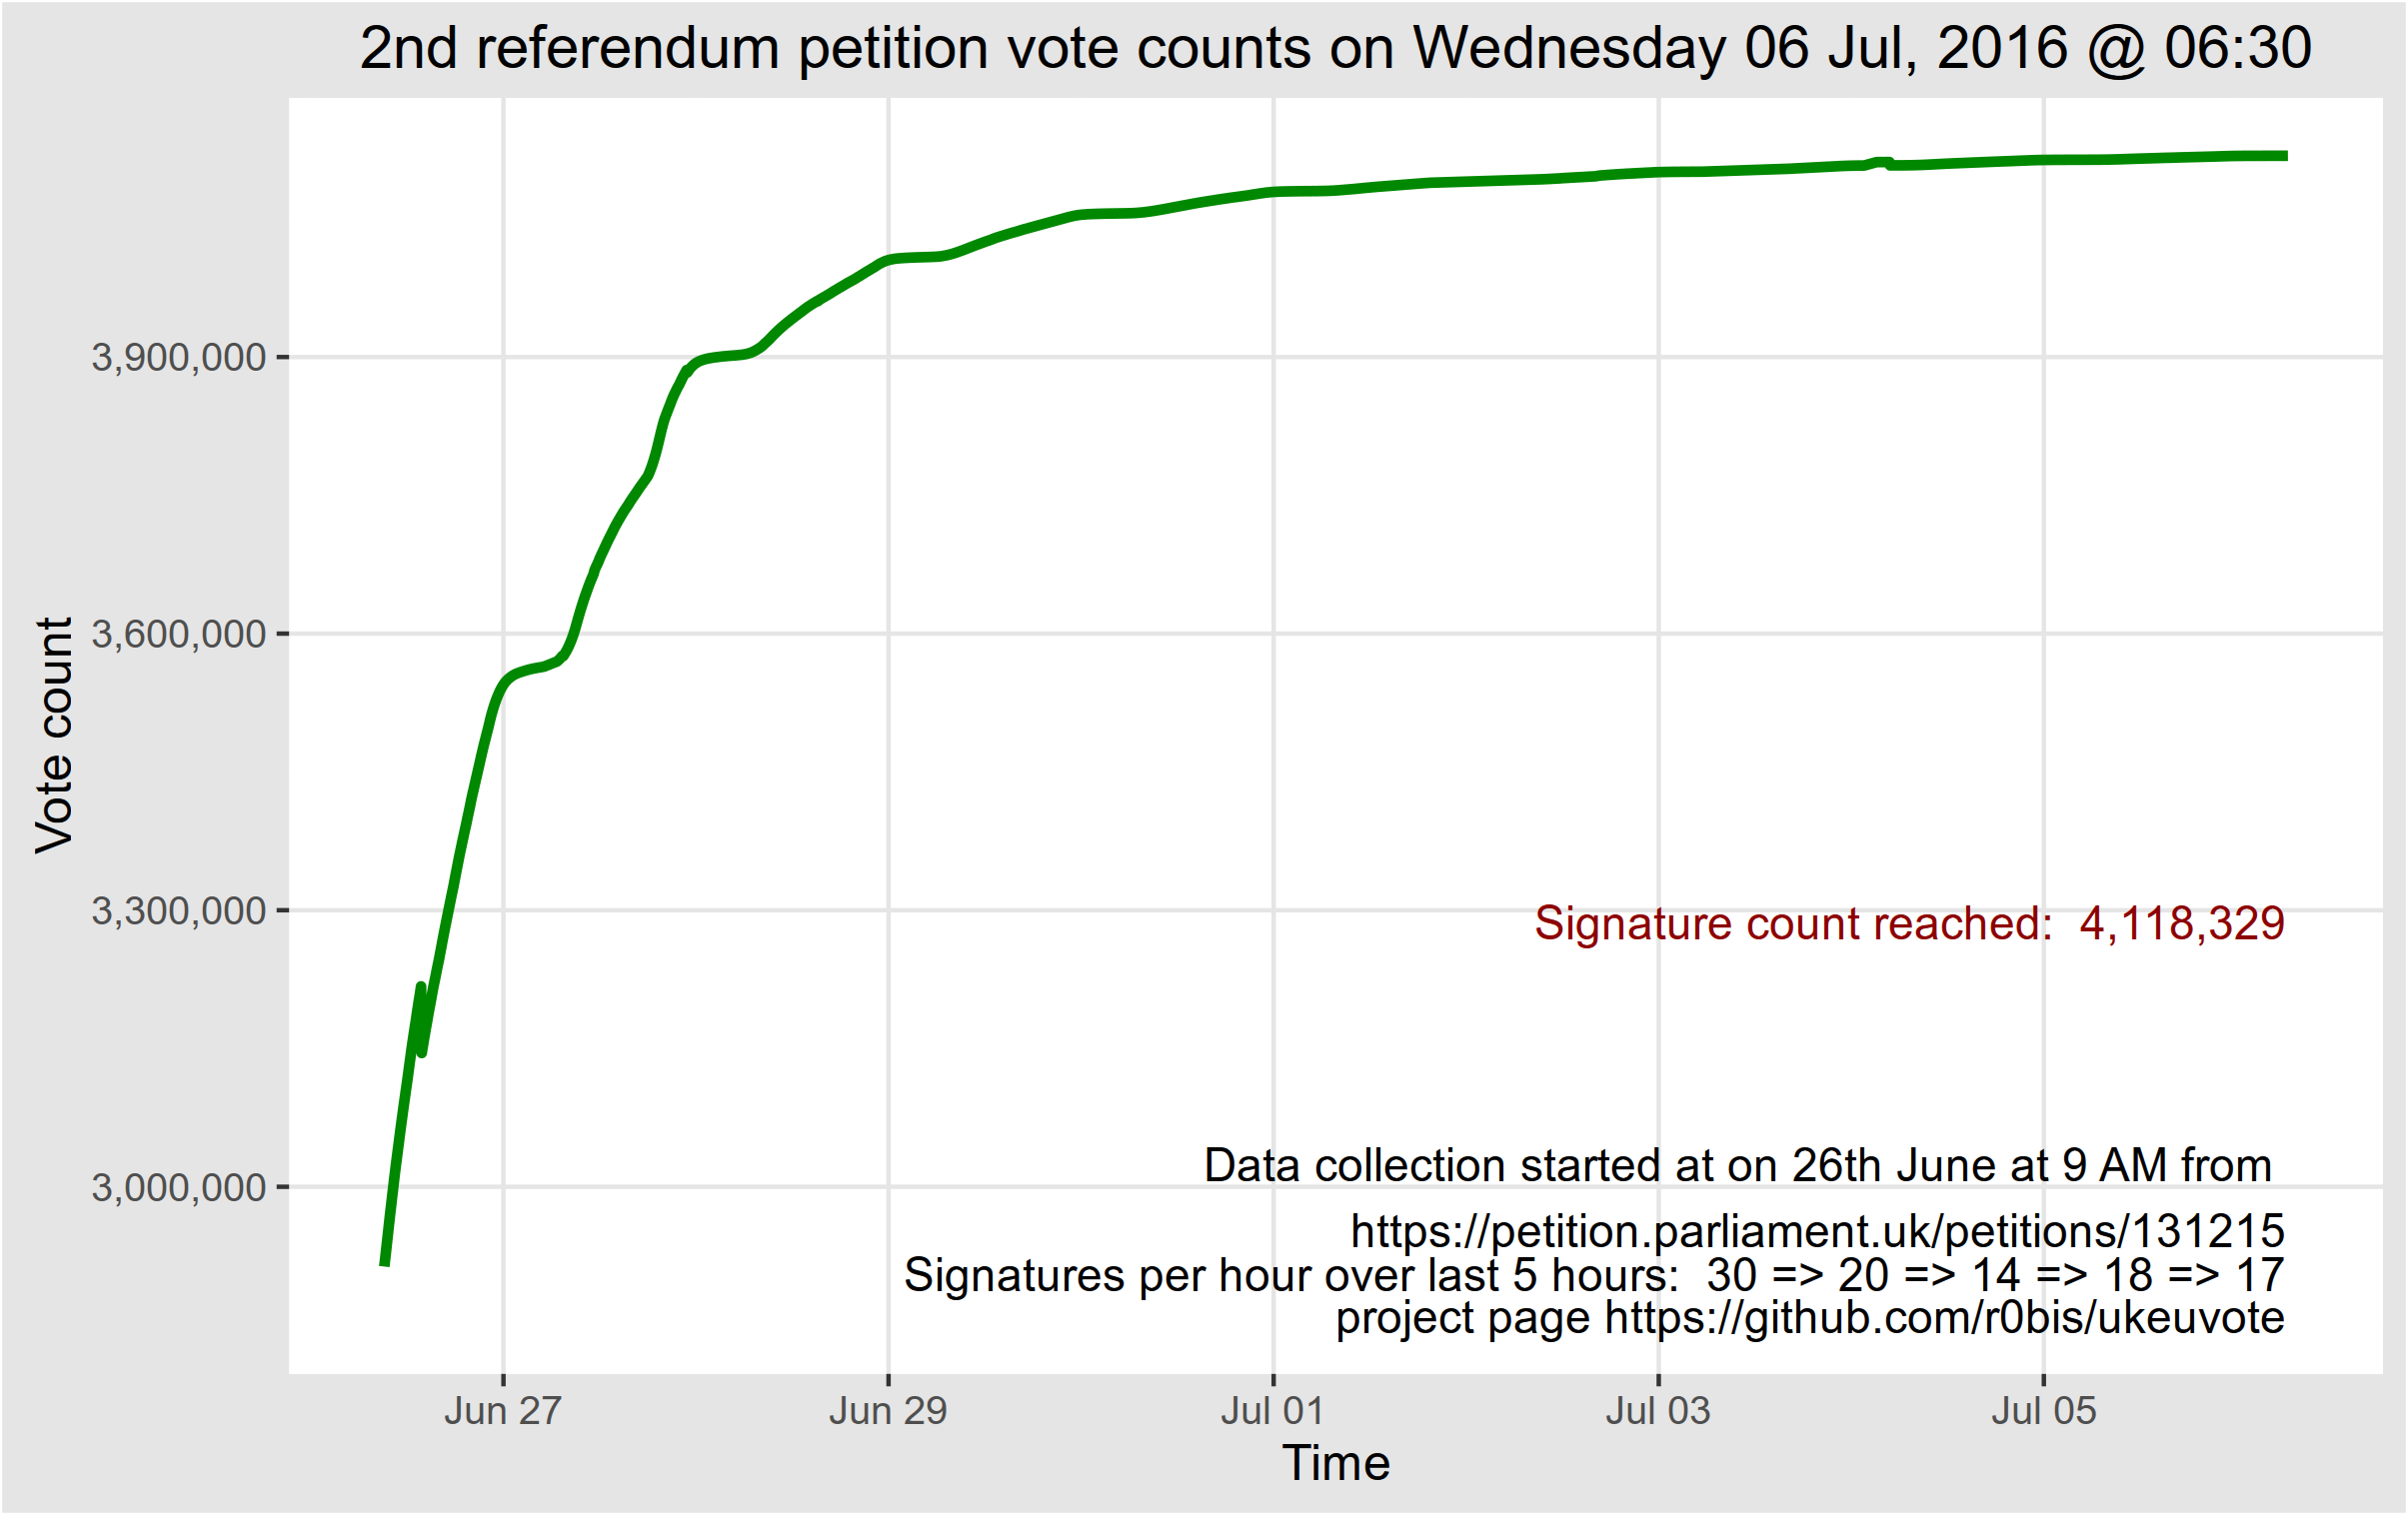 2nd referendum petition vote counts on Wednesday 06 Jul, 2016 @ 06:30
Vote count
3,900,000
3,600,000
3,300,000
3,000,000
Signature count reached:  4,118,329
Data collection started at on 26th June at 9 AM from
https://petition.parliament.uk/petitions/131215
Signatures per hour over last 5 hours:  30 => 20 => 14 => 18 => 17
project page https://github.com/r0bis/ukeuvote
Jun 27
Jun 29
Jul 01
Jul 03
Jul 05
Time